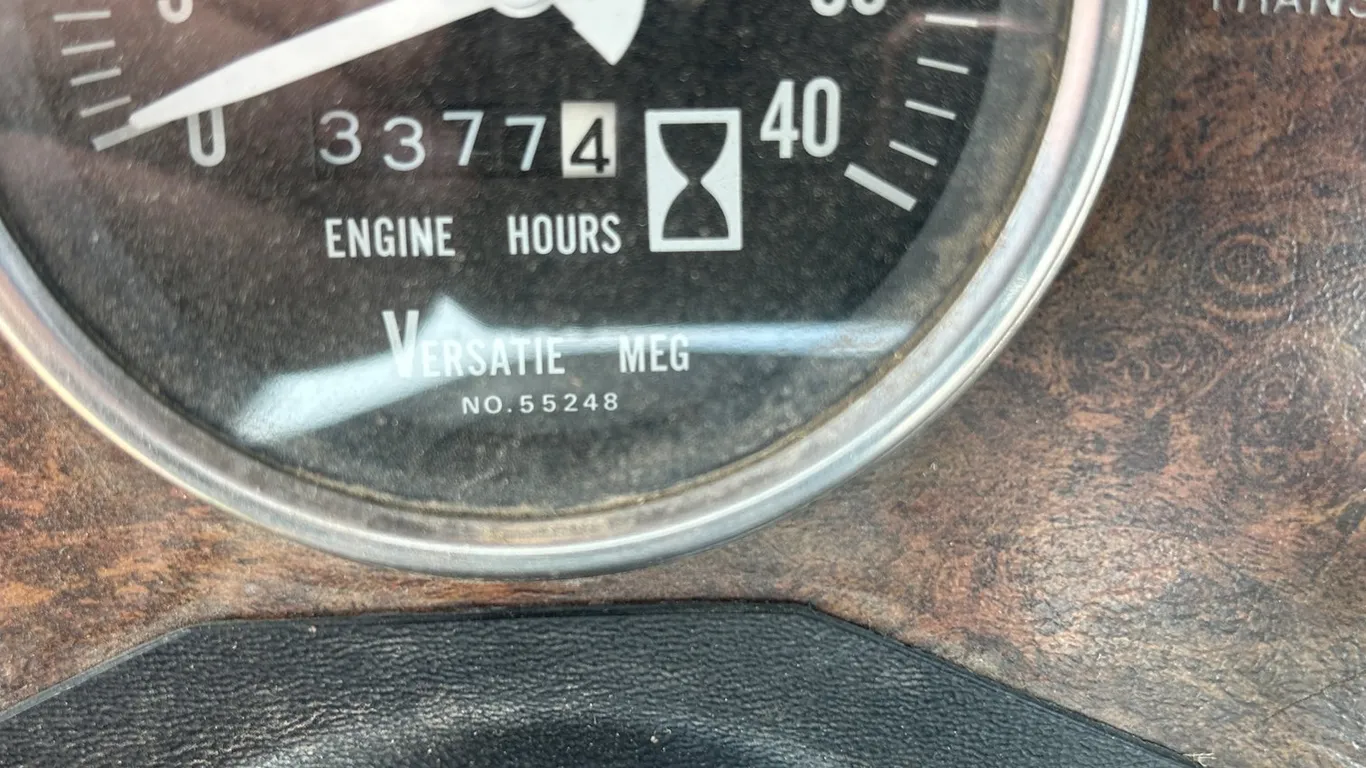 0 33774 40
ENGINE HOURS
VERSATIE MEG
NO.55248